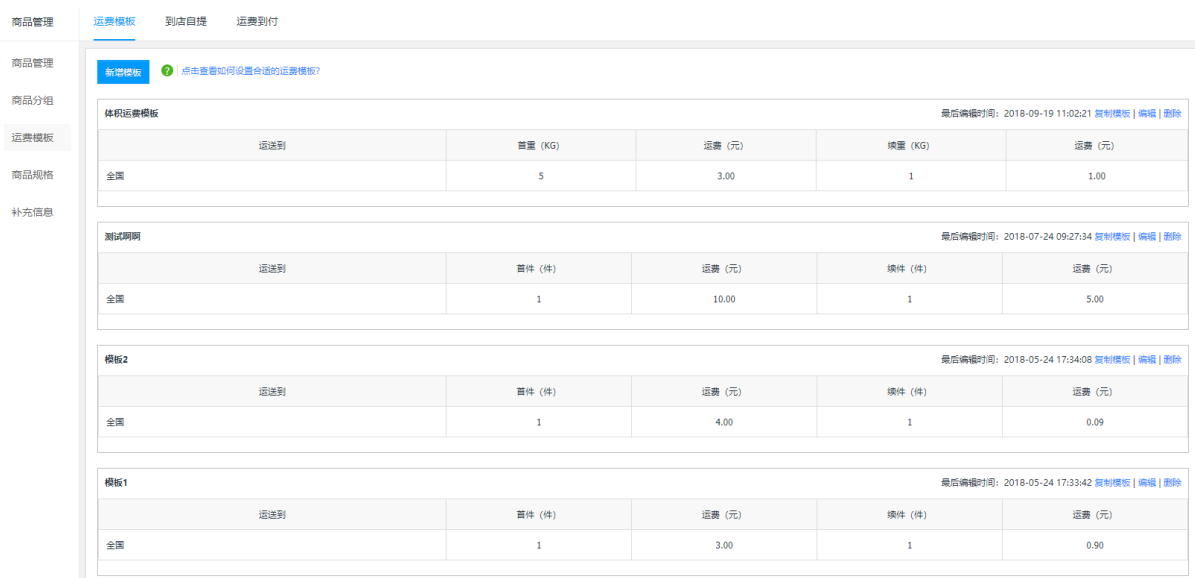 商品管理 运费模板 到店自提 运费到付
商品管理
商品分组
运费模板
商品规格
补充信息
新增模板 ? 点击查看如何设置合适的运费模板?
体积运费模板 最后编辑时间：2018-09-19 11:02:21 复制模板 | 编辑 | 删除
运送到 首重（KG） 运费（元） 续重（KG） 运费（元）
全国 5 3.00 1 1.00
测试啊啊 最后编辑时间：2018-07-24 09:27:34 复制模板 | 编辑 | 删除
运送到 首件（件） 运费（元） 续件（件） 运费（元）
全国 1 10.00 1 5.00
模板2 最后编辑时间：2018-05-24 17:34:08 复制模板 | 编辑 | 删除
运送到 首件（件） 运费（元） 续件（件） 运费（元）
全国 1 4.00 1 0.09
模板1 最后编辑时间：2018-05-24 17:33:42 复制模板 | 编辑 | 删除
运送到 首件（件） 运费（元） 续件（件） 运费（元）
全国 1 3.00 1 0.90